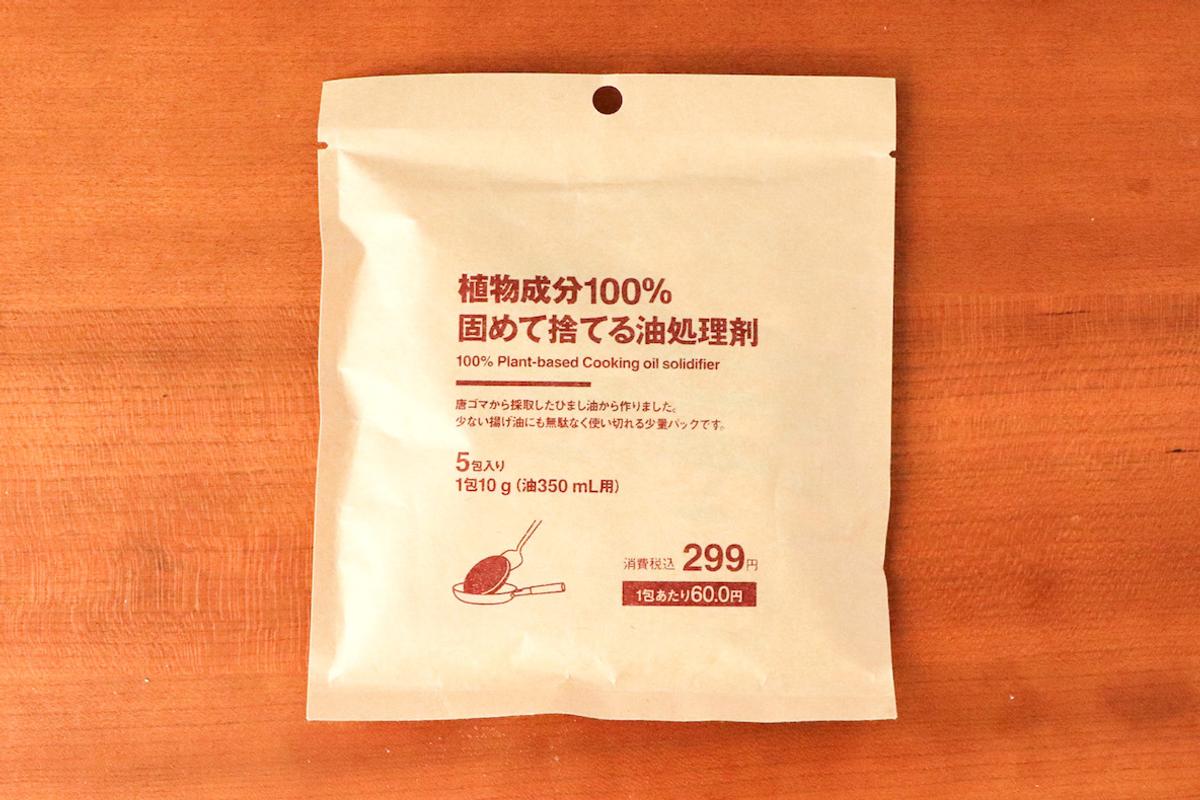 植物成分100%
固めて捨てる油処理剤
100% Plant-based Cooking oil solidifier
唐ゴマから採取したひまし油から作りました。
少ない揚げ油にも無駄なく使い切れる少量パックです。
5包入り
1包10 g（油350 mL用）
消費税込 299円
1包あたり60.0円